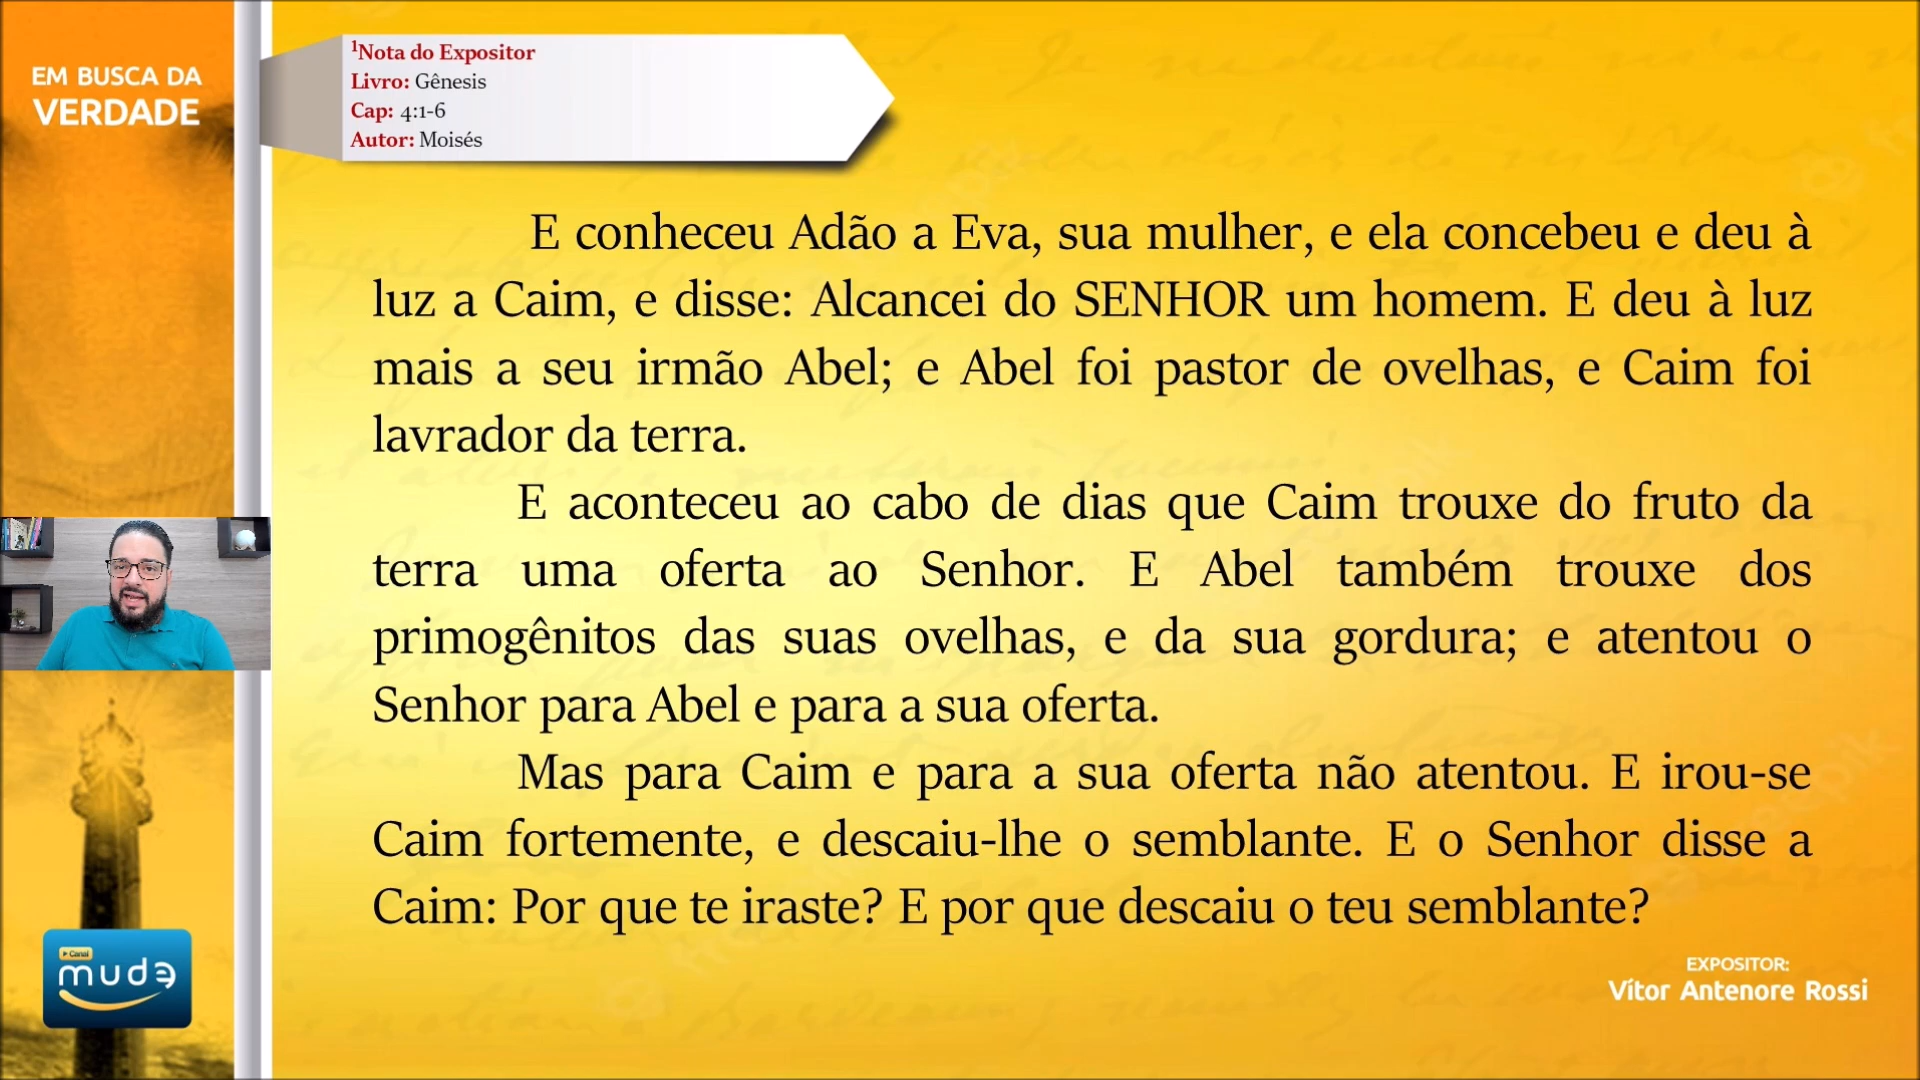 EM BUSCA DA
VERDADE
¹Nota do Expositor
Livro: Gênesis
Cap: 4:1-6
Autor: Moisés
E conheceu Adão a Eva, sua mulher, e ela concebeu e deu à
luz a Caim, e disse: Alcancei do SENHOR um homem. E deu à luz
mais a seu irmão Abel; e Abel foi pastor de ovelhas, e Caim foi
lavrador da terra.
E aconteceu ao cabo de dias que Caim trouxe do fruto da
terra uma oferta ao Senhor. E Abel também trouxe dos
primogênitos das suas ovelhas, e da sua gordura; e atentou o
Senhor para Abel e para a sua oferta.
Mas para Caim e para a sua oferta não atentou. E irou-se
Caim fortemente, e descaiu-lhe o semblante. E o Senhor disse a
Caim: Por que te iraste? E por que descaiu o teu semblante?
Canal
mude
EXPOSITOR:
Vítor Antenore Rossi